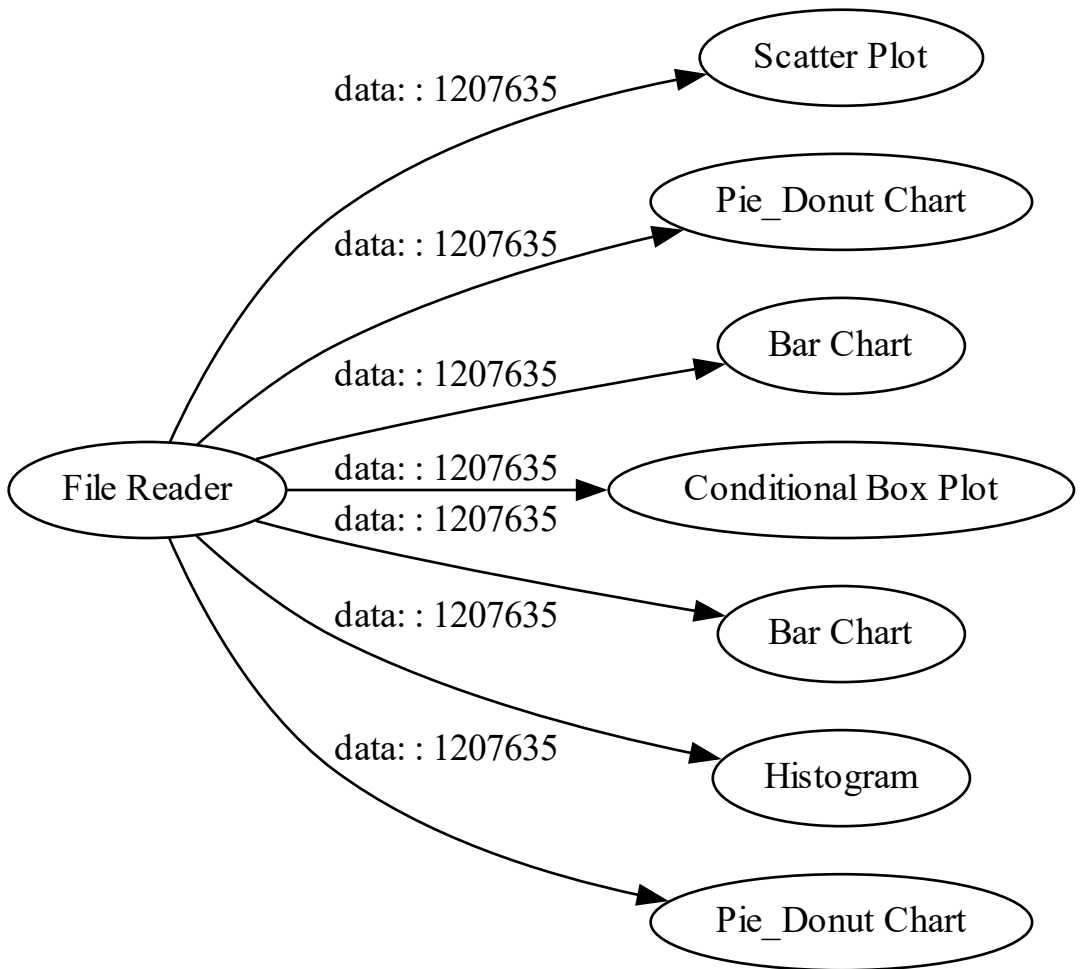 Scatter Plot
data: : 1207635
Pie_Donut Chart
data: : 1207635
Bar Chart
data: : 1207635
File Reader
data: : 1207635
Conditional Box Plot
data: : 1207635
Bar Chart
data: : 1207635
Histogram
data: : 1207635
Pie_Donut Chart